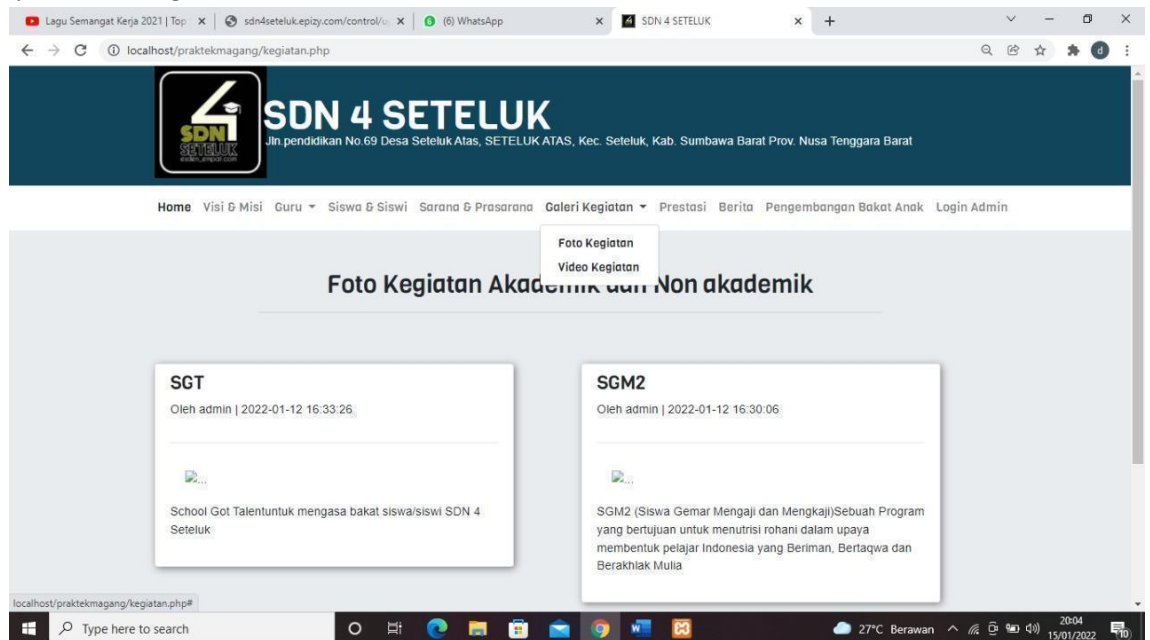 Lagu Semangat Kerja 2021 | Top
sdn4seteluk.epizy.com/control/u
(6) WhatsApp
SDN 4 SETELUK
localhost/praktekmagang/kegiatan.php
d
SDN
SETELUK
SDN 4 SETELUK
Jln.pendidikan No.69 Desa Seteluk Atas, SETELUK ATAS, Kec. Seteluk, Kab. Sumbawa Barat Prov. Nusa Tenggara Barat
Home Visi & Misi Guru Siswa & Siswi Sarana & Prasarana Galeri Kegiatan Prestasi Berita Pengembangan Bakat Anak Login Admin
Foto Kegiatan
Video Kegiatan
Foto Kegiatan Akademik dan Non akademik
SGT
Oleh admin | 2022-01-12 16:33:26
...
School Got Talentuntuk mengasa bakat siswa/siswi SDN 4
Seteluk
SGM2
Oleh admin | 2022-01-12 16:30:06
...
SGM2 (Siswa Gemar Mengaji dan Mengkaji)Sebuah Program
yang bertujuan untuk menutrisi rohani dalam upaya
membentuk pelajar Indonesia yang Beriman, Bertaqwa dan
Berakhlak Mulia
localhost/praktekmagang/kegiatan.php#
Type here to search
27°C Berawan
20:04
15/01/2022